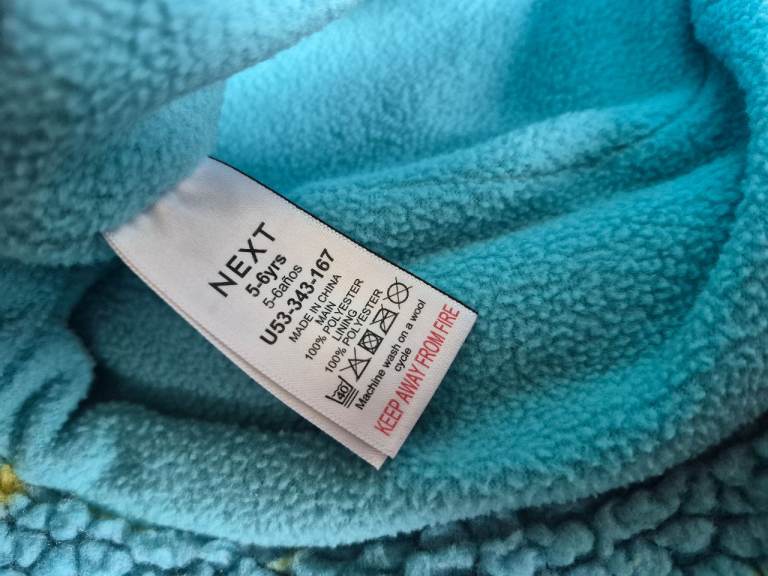 NEXT
5-6yrs
5-6años
U53-343-167
MADE IN CHINA
MAIN
100% POLYESTER
LINING
100% POLYESTER
40
Machine wash on a wool
cycle
KEEP AWAY FROM FIRE